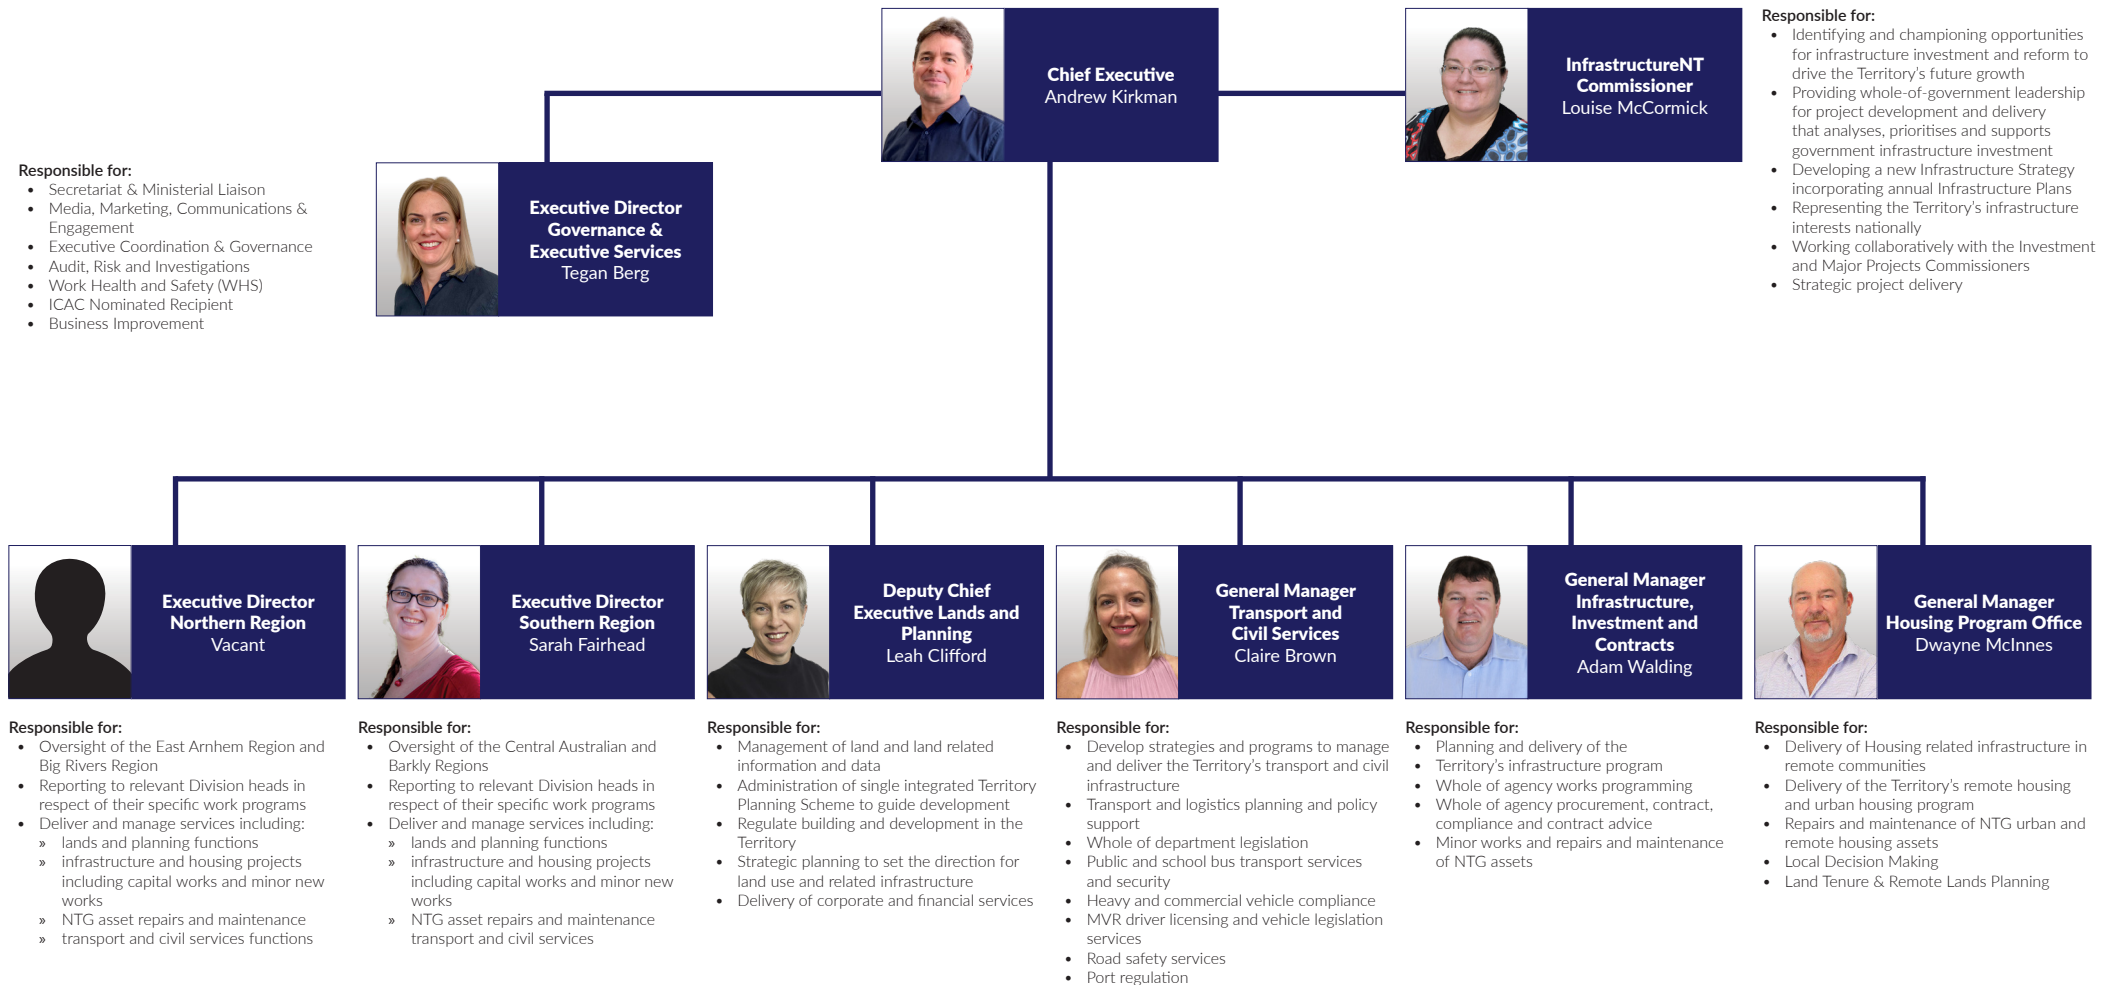 Chief Executive
Andrew Kirkman
InfrastructureNT
Commissioner
Louise McCormick
Responsible for:
• Identifying and championing opportunities
for infrastructure investment and reform to
drive the Territory's future growth
• Providing whole-of-government leadership
for project development and delivery
that analyses, prioritises and supports
government infrastructure investment
• Developing a new Infrastructure Strategy
incorporating annual Infrastructure Plans
• Representing the Territory's infrastructure
interests nationally
• Working collaboratively with the Investment
and Major Projects Commissioners
• Strategic project delivery
Responsible for:
• Secretariat & Ministerial Liaison
• Media, Marketing, Communications &
Engagement
• Executive Coordination & Governance
• Audit, Risk and Investigations
• Work Health and Safety (WHS)
• ICAC Nominated Recipient
• Business Improvement
Executive Director
Governance &
Executive Services
Tegan Berg
Executive Director
Northern Region
Vacant
Responsible for:
• Oversight of the East Arnhem Region and
Big Rivers Region
• Reporting to relevant Division heads in
respect of their specific work programs
• Deliver and manage services including:
» lands and planning functions
» infrastructure and housing projects
including capital works and minor new
works
» NTG asset repairs and maintenance
» transport and civil services functions
Executive Director
Southern Region
Sarah Fairhead
Responsible for:
• Oversight of the Central Australian and
Barkly Regions
• Reporting to relevant Division heads in
respect of their specific work programs
• Deliver and manage services including:
» lands and planning functions
» infrastructure and housing projects
including capital works and minor new
works
» NTG asset repairs and maintenance
transport and civil services
Deputy Chief
Executive Lands and
Planning
Leah Clifford
Responsible for:
• Management of land and land related
information and data
• Administration of single integrated Territory
Planning Scheme to guide development
• Regulate building and development in the
Territory
• Strategic planning to set the direction for
land use and related infrastructure
• Delivery of corporate and financial services
General Manager
Transport and
Civil Services
Claire Brown
Responsible for:
• Develop strategies and programs to manage
and deliver the Territory's transport and civil
infrastructure
• Transport and logistics planning and policy
support
• Whole of department legislation
• Public and school bus transport services
and security
• Heavy and commercial vehicle compliance
• MVR driver licensing and vehicle legislation
services
• Road safety services
• Port regulation
General Manager
Infrastructure,
Investment and
Contracts
Adam Walding
Responsible for:
• Planning and delivery of the
• Territory's infrastructure program
• Whole of agency works programming
• Whole of agency procurement, contract,
compliance and contract advice
• Minor works and repairs and maintenance
of NTG assets
General Manager
Housing Program Office
Dwayne McInnes
Responsible for:
• Delivery of Housing related infrastructure in
remote communities
• Delivery of the Territory's remote housing
and urban housing program
• Repairs and maintenance of NTG urban and
remote housing assets
• Local Decision Making
• Land Tenure & Remote Lands Planning